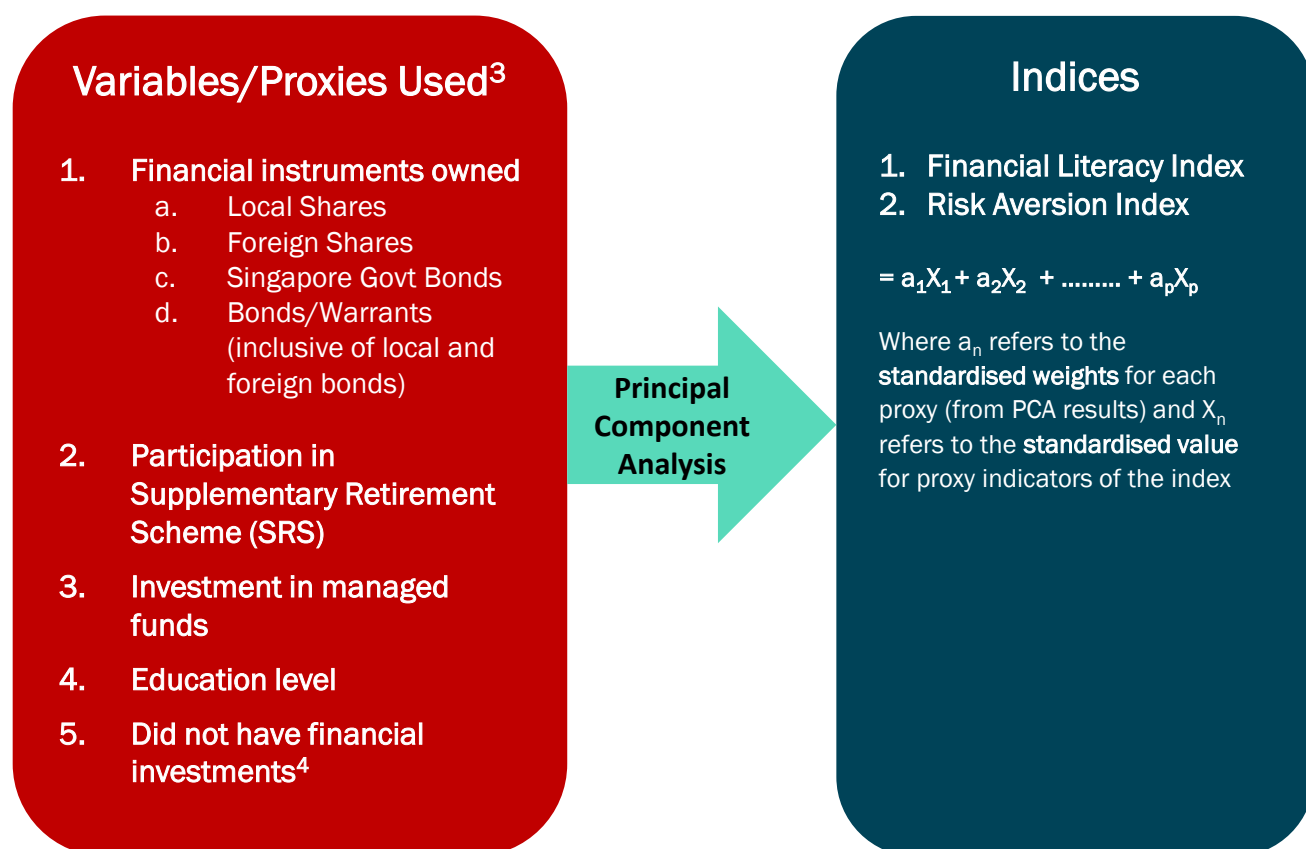 Variables/Proxies Used³
1. Financial instruments owned
a. Local Shares
b. Foreign Shares
c. Singapore Govt Bonds
d. Bonds/Warrants
(inclusive of local and
foreign bonds)
2. Participation in
Supplementary Retirement
Scheme (SRS)
3. Investment in managed
funds
4. Education level
5. Did not have financial
investments⁴
Principal
Component
Analysis
Indices
1. Financial Literacy Index
2. Risk Aversion Index
= a₁X₁ + a₂X₂ + ……… + aₚXₚ
Where aₙ refers to the
standardised weights for each
proxy (from PCA results) and Xₙ
refers to the standardised value
for proxy indicators of the index